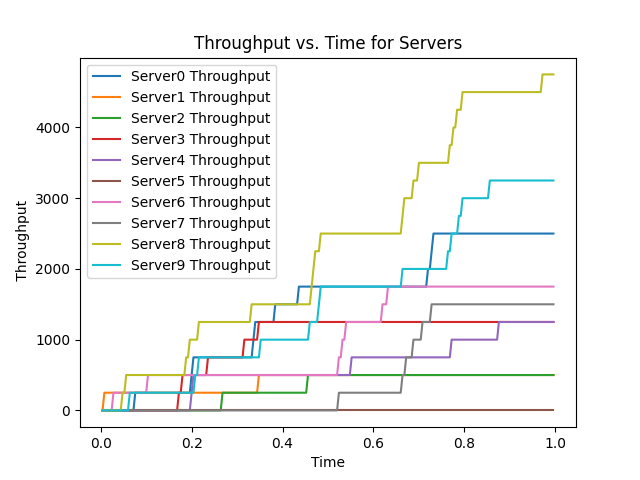 Throughput vs. Time for Servers
Server0 Throughput
Server1 Throughput
Server2 Throughput
Server3 Throughput
Server4 Throughput
Server5 Throughput
Server6 Throughput
Server7 Throughput
Server8 Throughput
Server9 Throughput
Throughput
4000
3000
2000
1000
0
0.0 0.2 0.4 0.6 0.8 1.0
Time